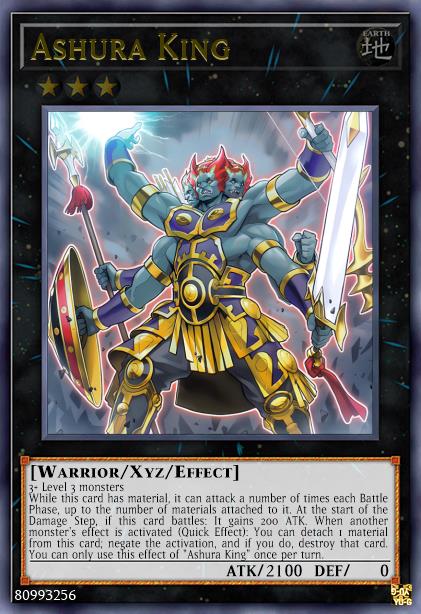 ASHURA KING
EARTH
地
[WARRIOR/XYZ/EFFECT]
3+ Level 3 monsters
While this card has material, it can attack a number of times each Battle
Phase, up to the number of materials attached to it. At the start of the
Damage Step, if this card battles: It gains 200 ATK. When another
monster's effect is activated (Quick Effect): You can detach 1 material
from this card; negate the activation, and if you do, destroy that card.
You can only use this effect of "Ashura King" once per turn.
ATK/2100 DEF/ 0
80993256